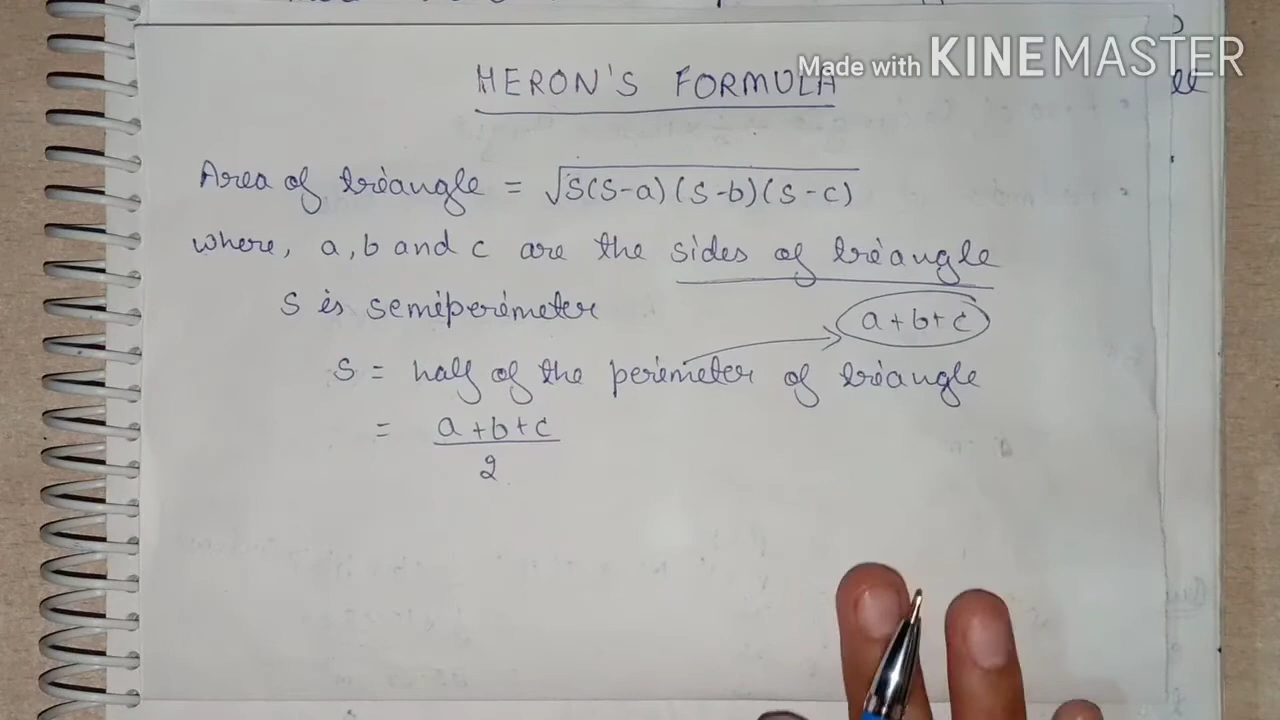 Made with KINEMASTER
HERON'S FORMULA
Area of triangle = √s(s-a)(s-b)(s-c)
where, a, b and c are the sides of triangle
s is semiperimeter
a+b+c
s = half of the perimeter of triangle
= a+b+c
2